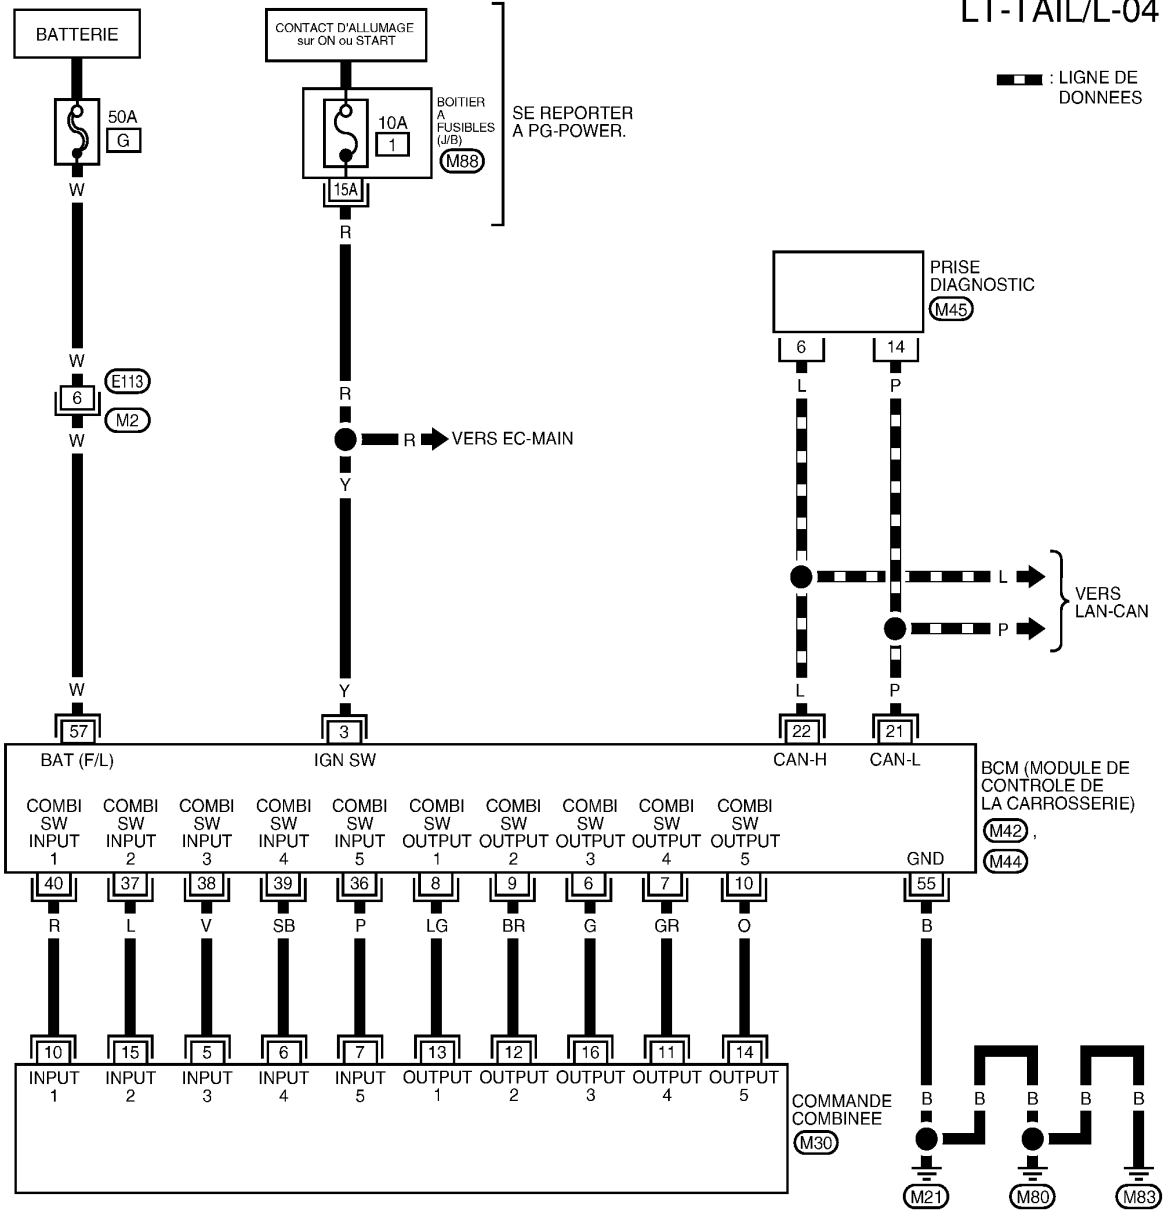 LT-TAIL/L-04
BATTERIE
CONTACT D'ALLUMAGE
sur ON ou START
: LIGNE DE
DONNEES
50A
G
10A
1
BOITIER
A
FUSIBLES
(J/B)
M88
SE REPORTER
A PG-POWER.
15A
W
R
PRISE
DIAGNOSTIC
M45
6
14
W
R
L
P
E113
6
M2
W
R
VERS EC-MAIN
Y
L
VERS
LAN-CAN
P
W
Y
L
P
57
3
22
21
BAT (F/L)
IGN SW
CAN-H
CAN-L
BCM (MODULE DE
CONTROLE DE
LA CARROSSERIE)
M42 ,
M44
COMBI COMBI COMBI COMBI COMBI COMBI COMBI COMBI COMBI COMBI
SW SW SW SW SW SW SW SW SW SW
INPUT INPUT INPUT INPUT INPUT OUTPUT OUTPUT OUTPUT OUTPUT OUTPUT
1 2 3 4 5 1 2 3 4 5
GND
40 37 38 39 36 8 9 6 7 10 55
R L V SB P LG BR G GR O B
10 15 5 6 7 13 12 16 11 14
INPUT INPUT INPUT INPUT INPUT OUTPUT OUTPUT OUTPUT OUTPUT OUTPUT
1 2 3 4 5 1 2 3 4 5
COMMANDE
COMBINEE
M30
B B B B B
M21 M80 M83